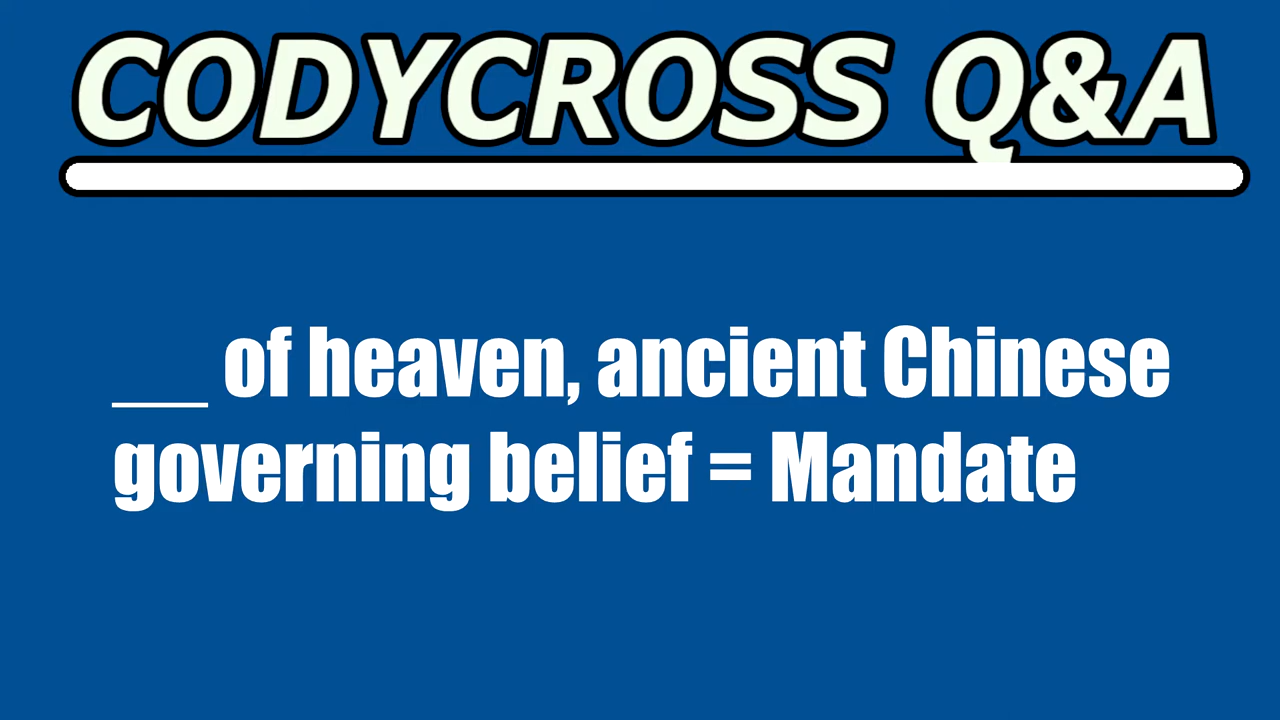 CODYCROSS Q&A
___ of heaven, ancient Chinese
governing belief = Mandate